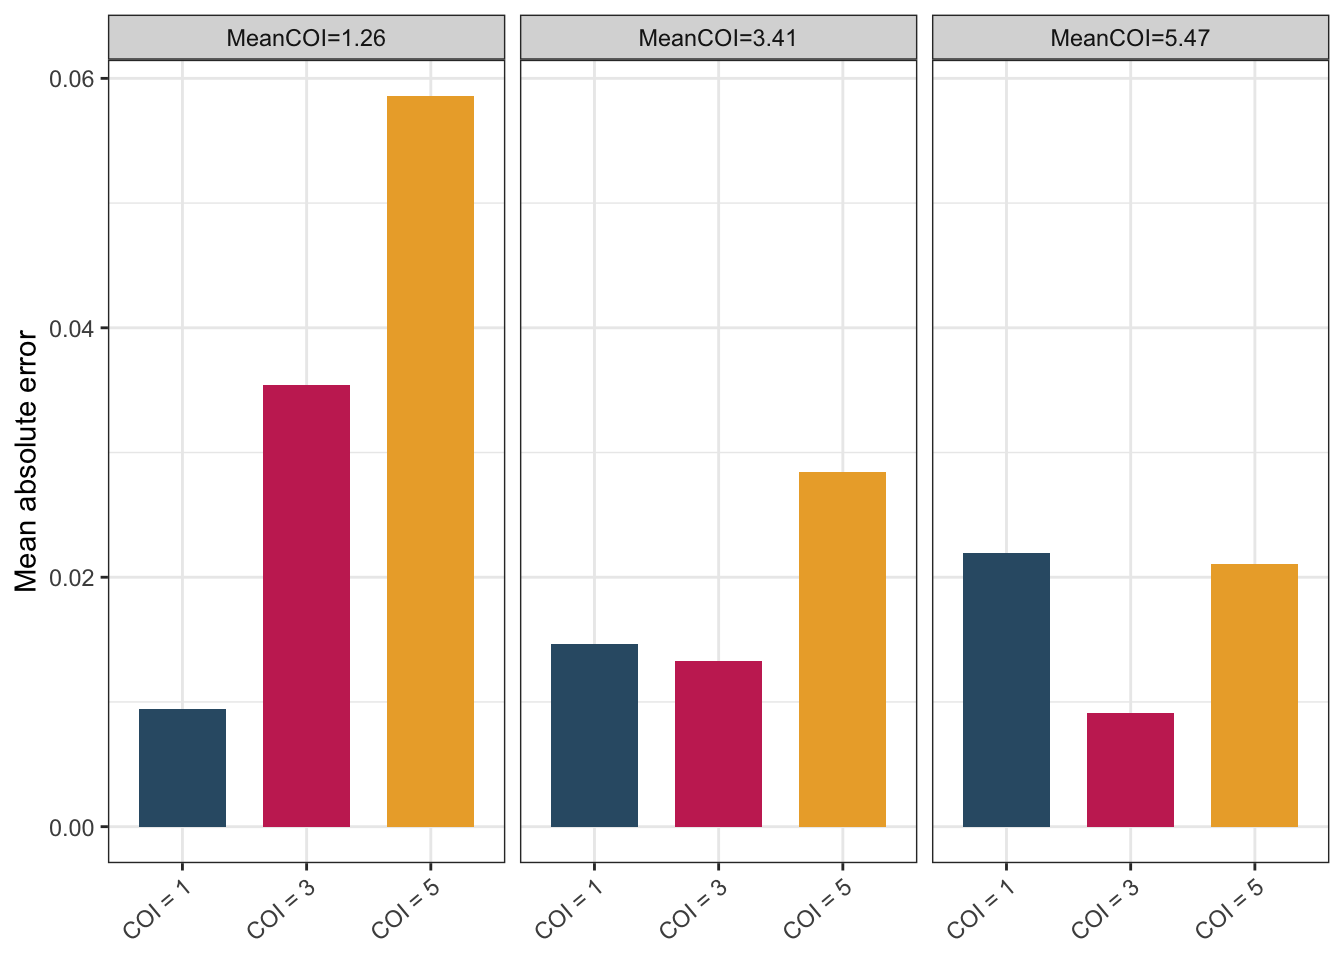 MeanCOI=1.26
MeanCOI=3.41
MeanCOI=5.47
Mean absolute error
0.06
0.04
0.02
0.00
COI = 1
COI = 3
COI = 5
COI = 1
COI = 3
COI = 5
COI = 1
COI = 3
COI = 5